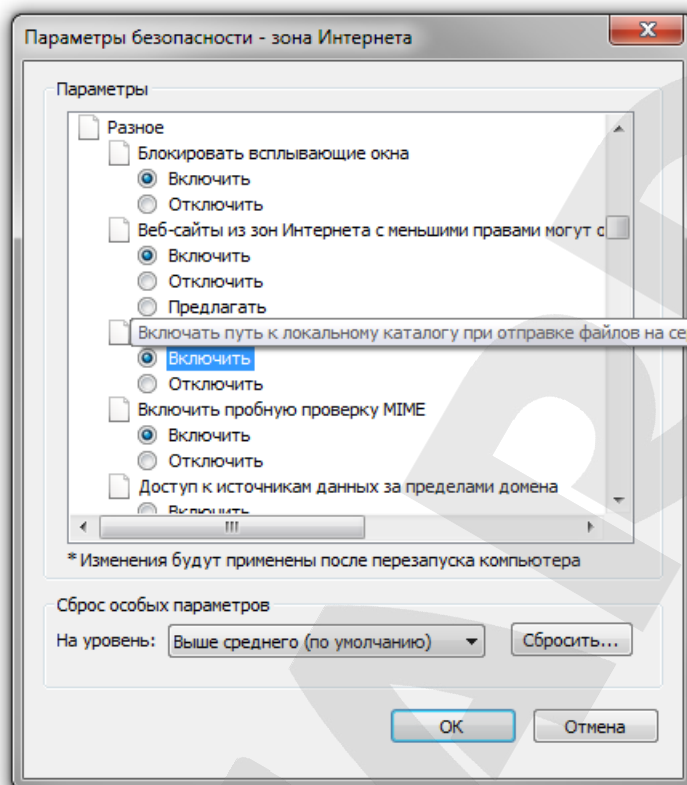 Параметры безопасности - зона Интернета
Параметры
Разное
Блокировать всплывающие окна
Включить
Отключить
Веб-сайты из зон Интернета с меньшими правами могут с
Включить
Отключить
Предлагать
Включать путь к локальному каталогу при отправке файлов на се
Включить
Отключить
Включить пробную проверку MIME
Включить
Отключить
Доступ к источникам данных за пределами домена
Включить
* Изменения будут применены после перезапуска компьютера
Сброс особых параметров
На уровень: Выше среднего (по умолчанию) Сбросить...
ОК Отмена